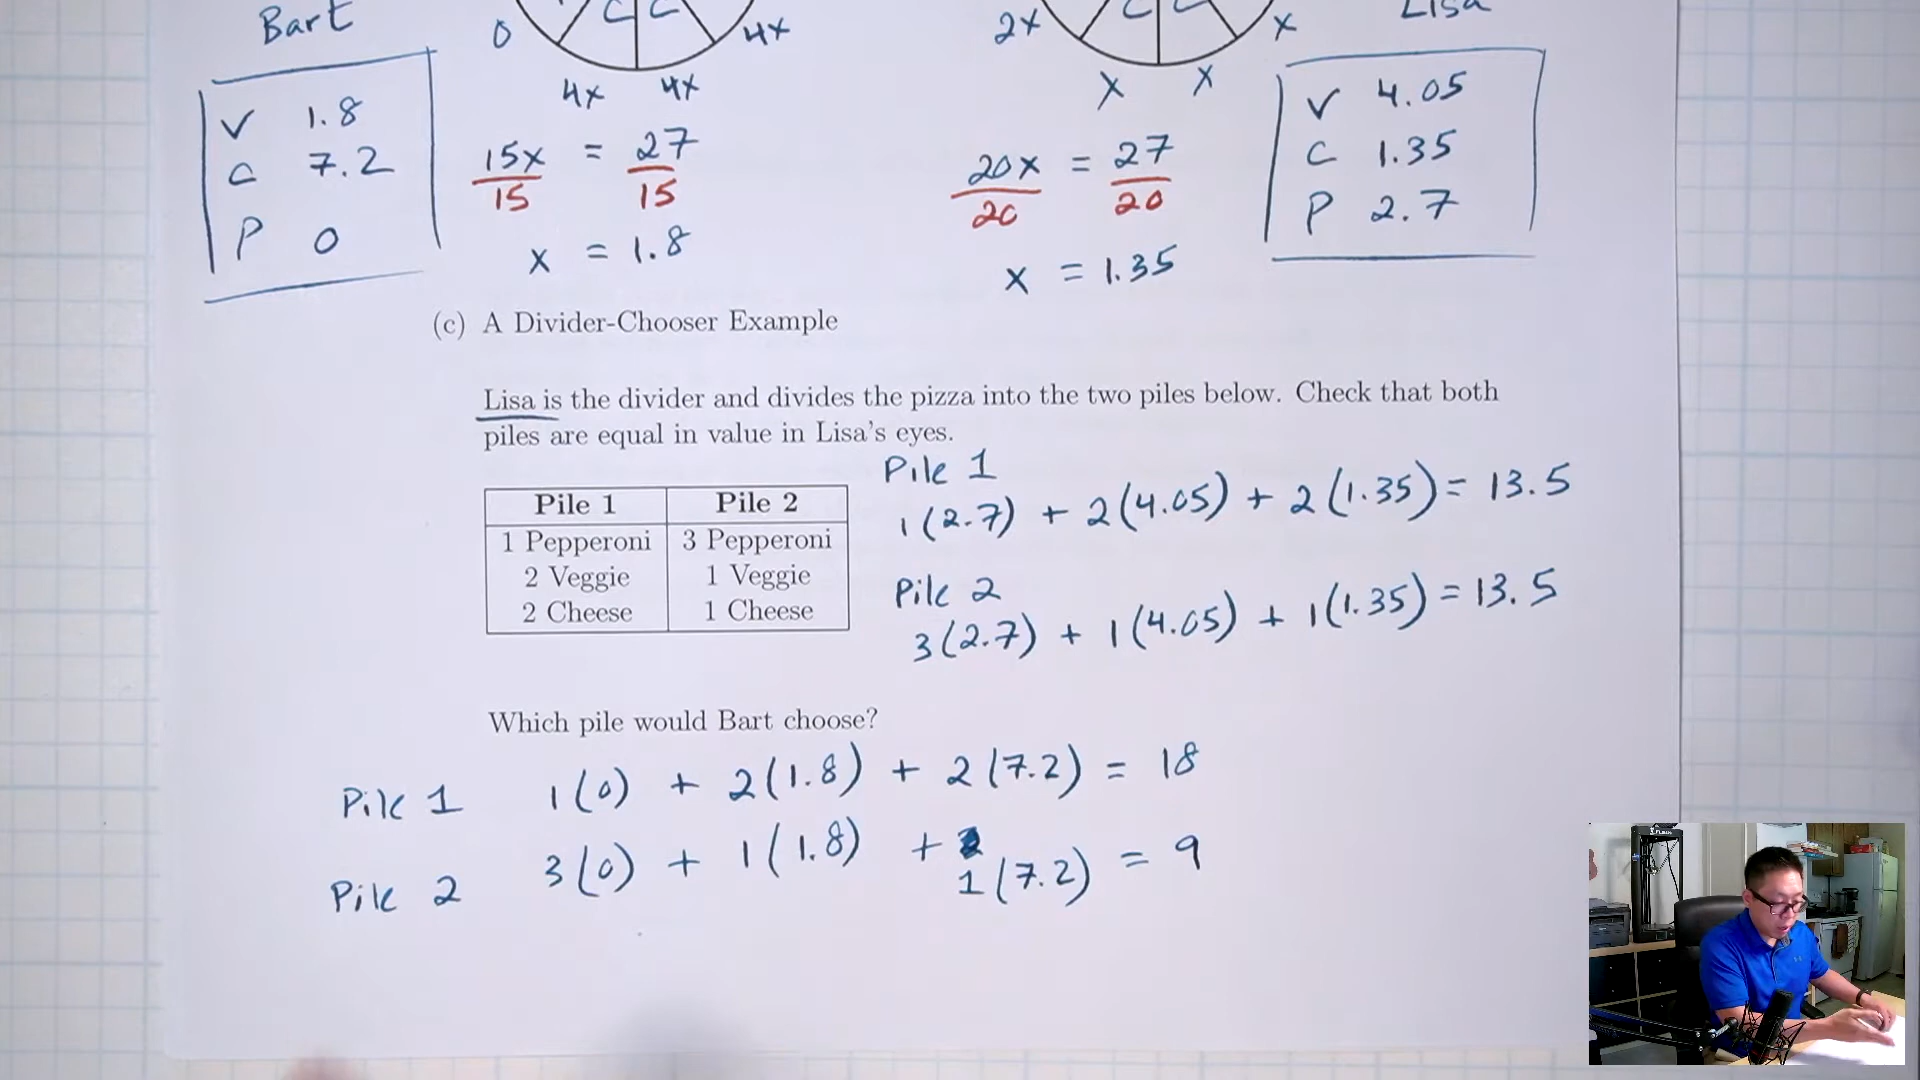 Bart
V 1.8
C 7.2
P 0
C C
0
4x
4x 4x
15x = 27
15 15
x = 1.8
C C
2x
x
x x
20x = 27
20 20
x = 1.35
Lisa
V 4.05
C 1.35
P 2.7
(c) A Divider-Chooser Example
Lisa is the divider and divides the pizza into the two piles below. Check that both
piles are equal in value in Lisa's eyes.
Pile 1 Pile 2
1 Pepperoni 3 Pepperoni
2 Veggie 1 Veggie
2 Cheese 1 Cheese
Pile 1
1(2.7) + 2(4.05) + 2(1.35) = 13.5
Pile 2
3(2.7) + 1(4.05) + 1(1.35) = 13.5
Which pile would Bart choose?
Pile 1 1(0) + 2(1.8) + 2(7.2) = 18
Pile 2 3(0) + 1(1.8) + 1(7.2) = 9